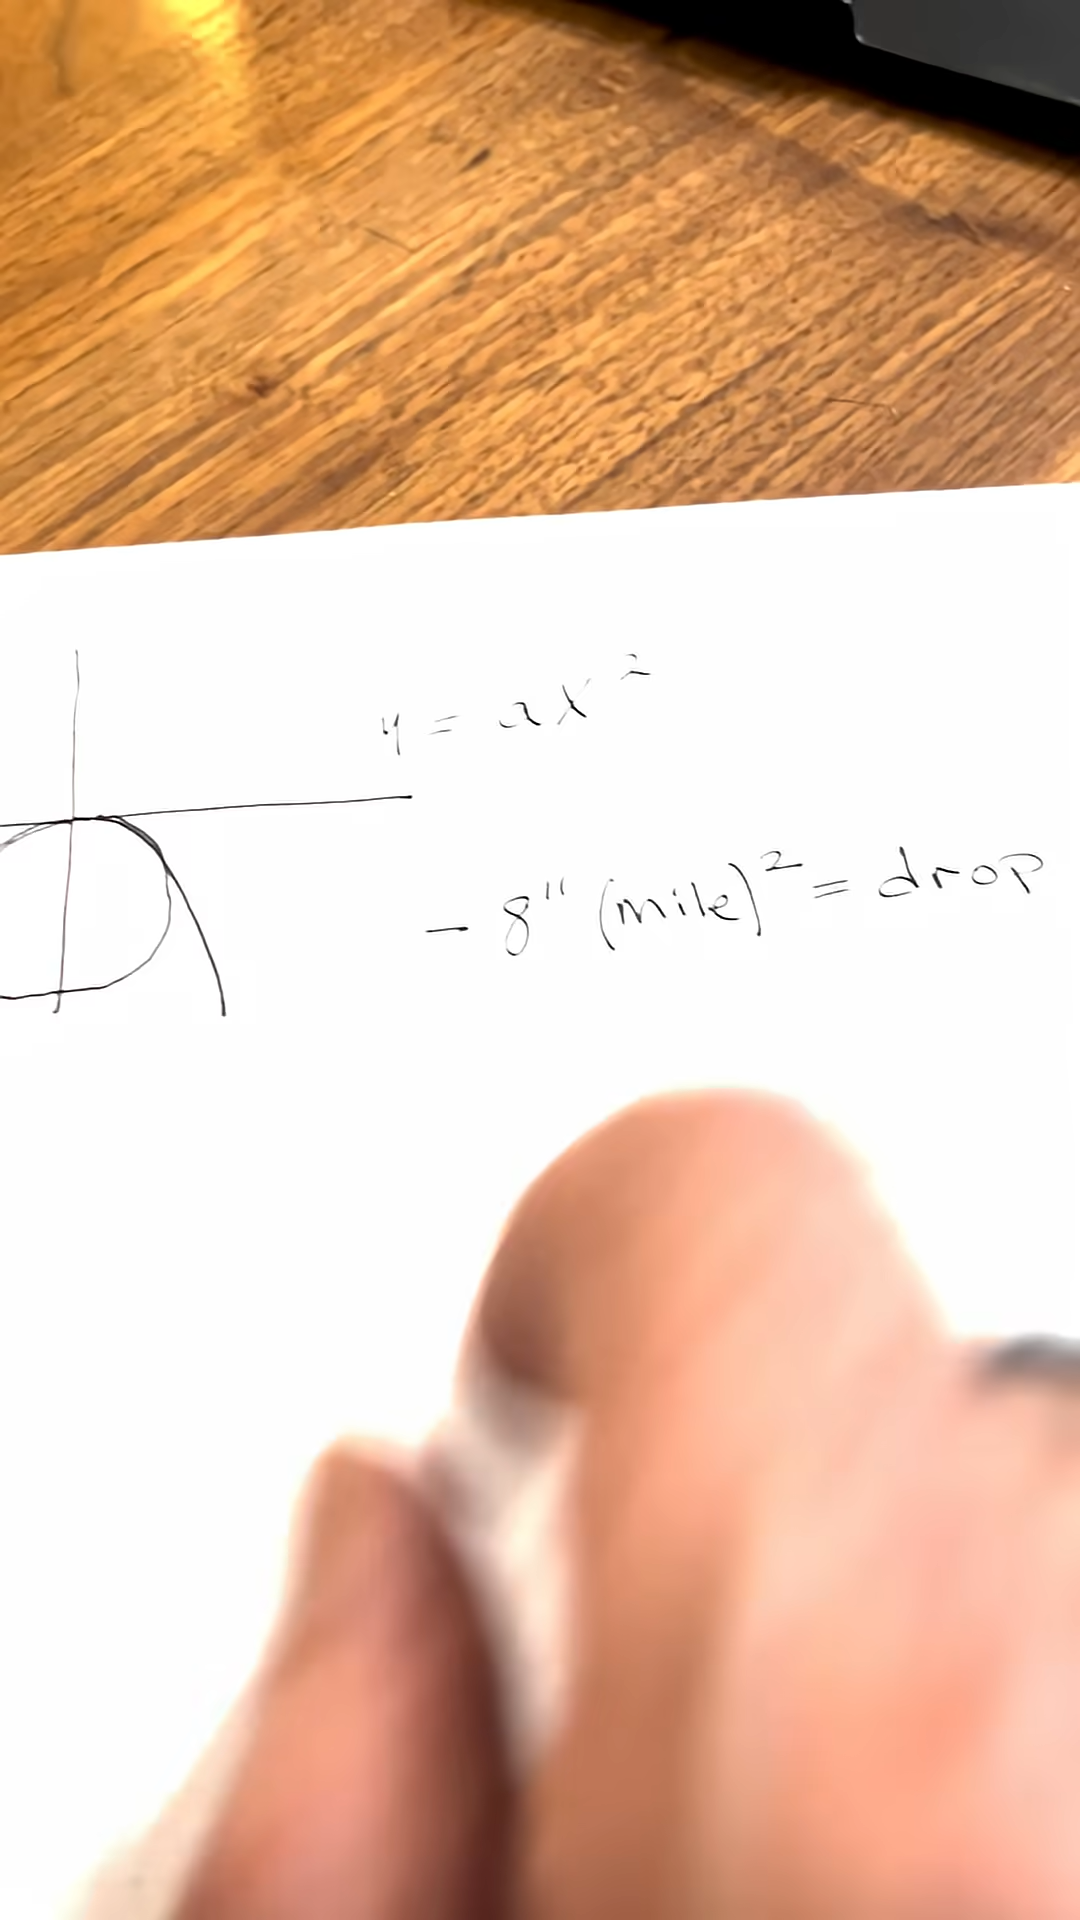 y = ax²
- 8" (mile)² = drop